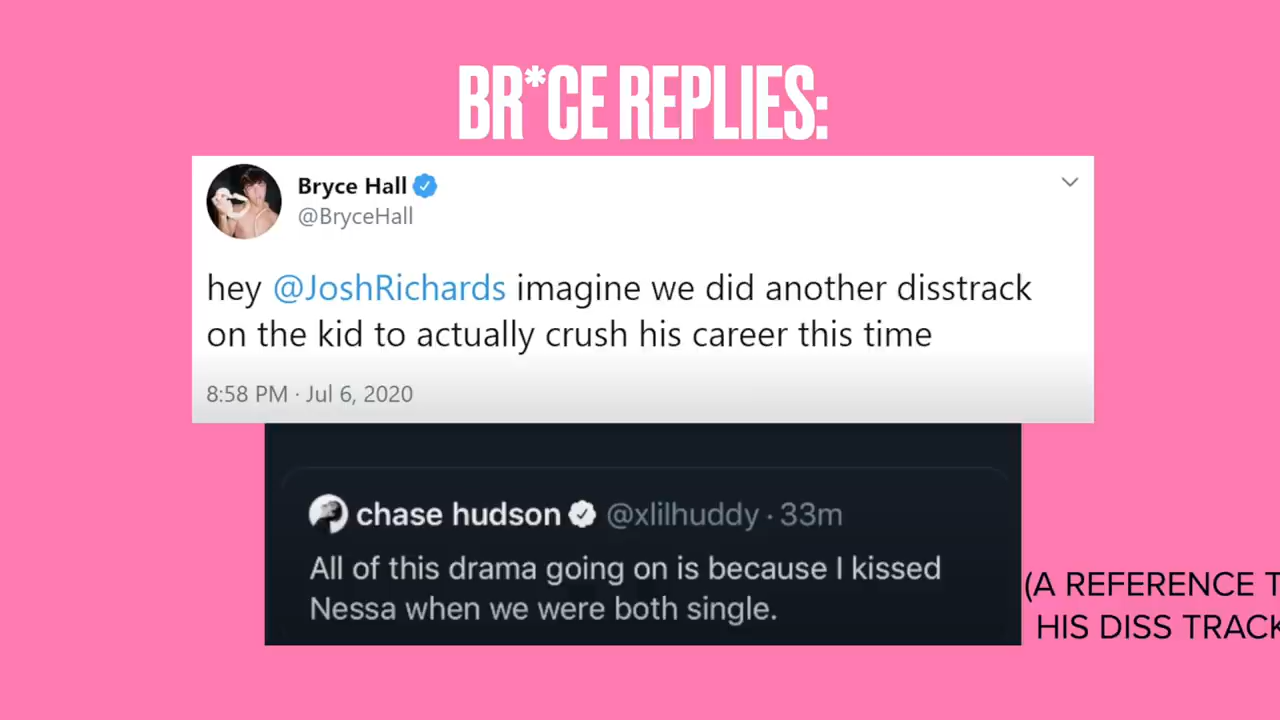 BR*CE REPLIES:
Bryce Hall
@BryceHall
hey @JoshRichards imagine we did another disstrack
on the kid to actually crush his career this time
8:58 PM · Jul 6, 2020
chase hudson @xlilhuddy · 33m
All of this drama going on is because I kissed
Nessa when we were both single.
(A REFERENCE T
HIS DISS TRACK